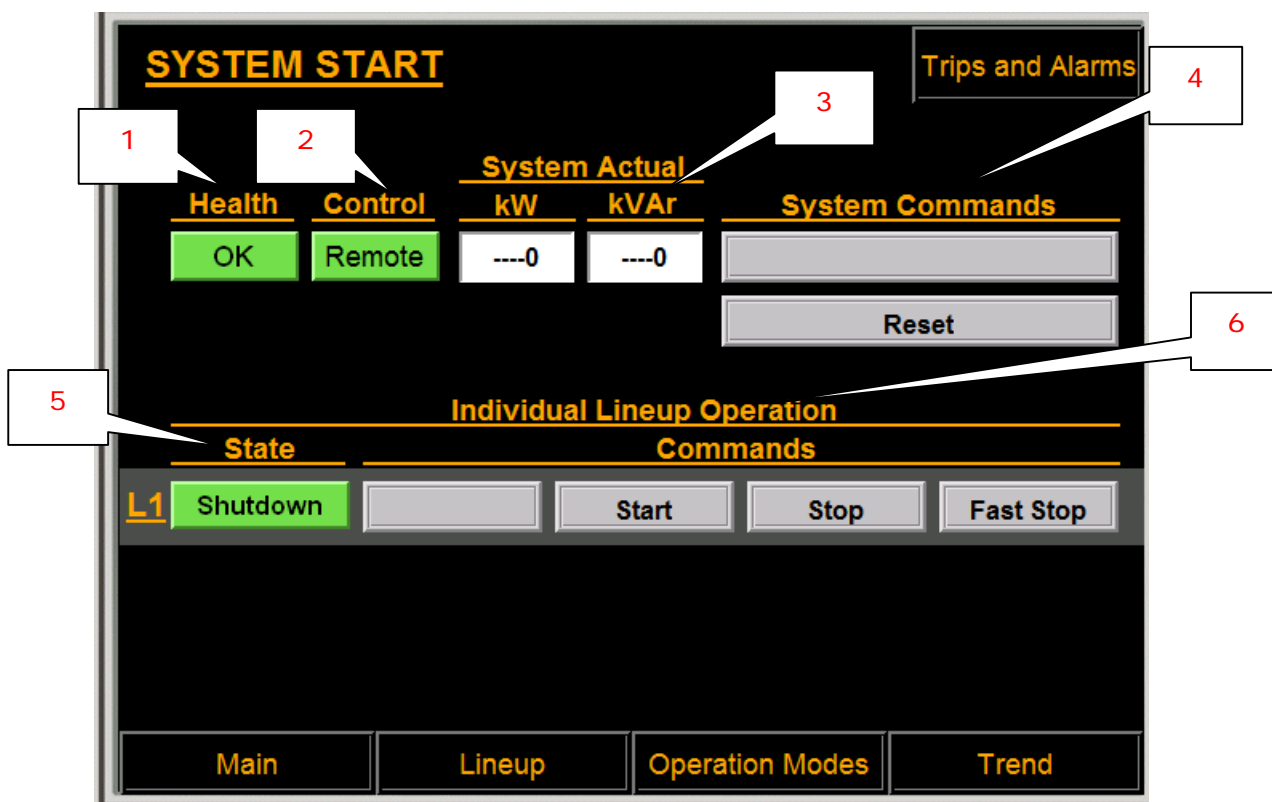 SYSTEM START
Trips and Alarms
4
3
1
2
System Actual
Health Control kW kVAr System Commands
OK Remote ----0 ----0
Reset
6
5
Individual Lineup Operation
State Commands
L1 Shutdown Start Stop Fast Stop
Main Lineup Operation Modes Trend